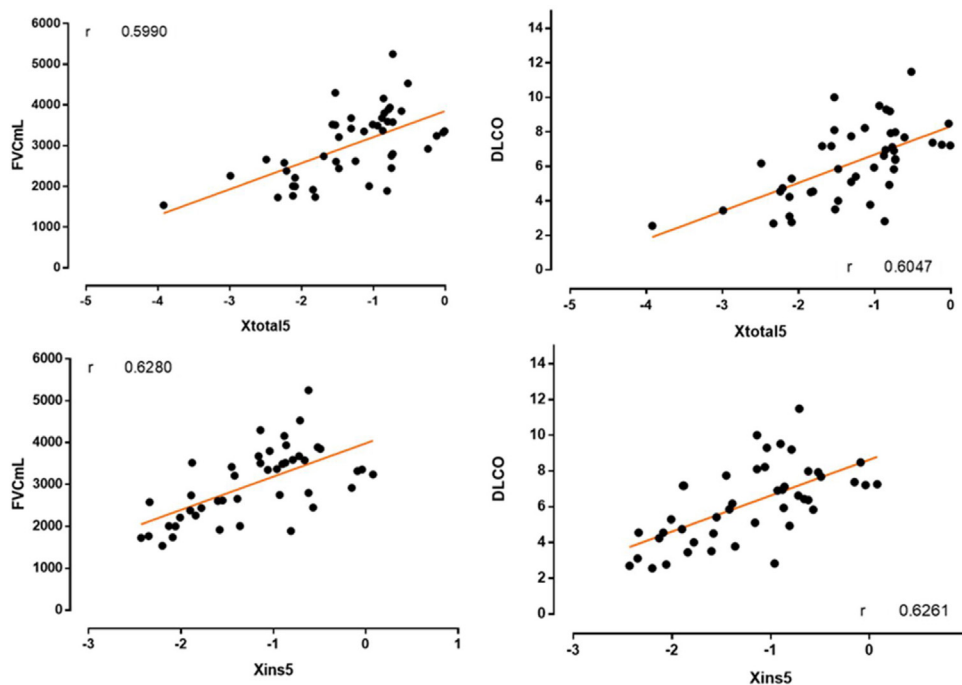 r 0.5990
6000
5000
4000
3000
2000
1000
0
FVCmL
-5 -4 -3 -2 -1 0
Xtotal5
14
12
10
8
6
4
2
0
DLCO
r 0.6047
-5 -4 -3 -2 -1 0
Xtotal5
r 0.6280
6000
5000
4000
3000
2000
1000
0
FVCmL
-3 -2 -1 0 1
Xins5
14
12
10
8
6
4
2
0
DLCO
r 0.6261
-3 -2 -1 0
Xins5